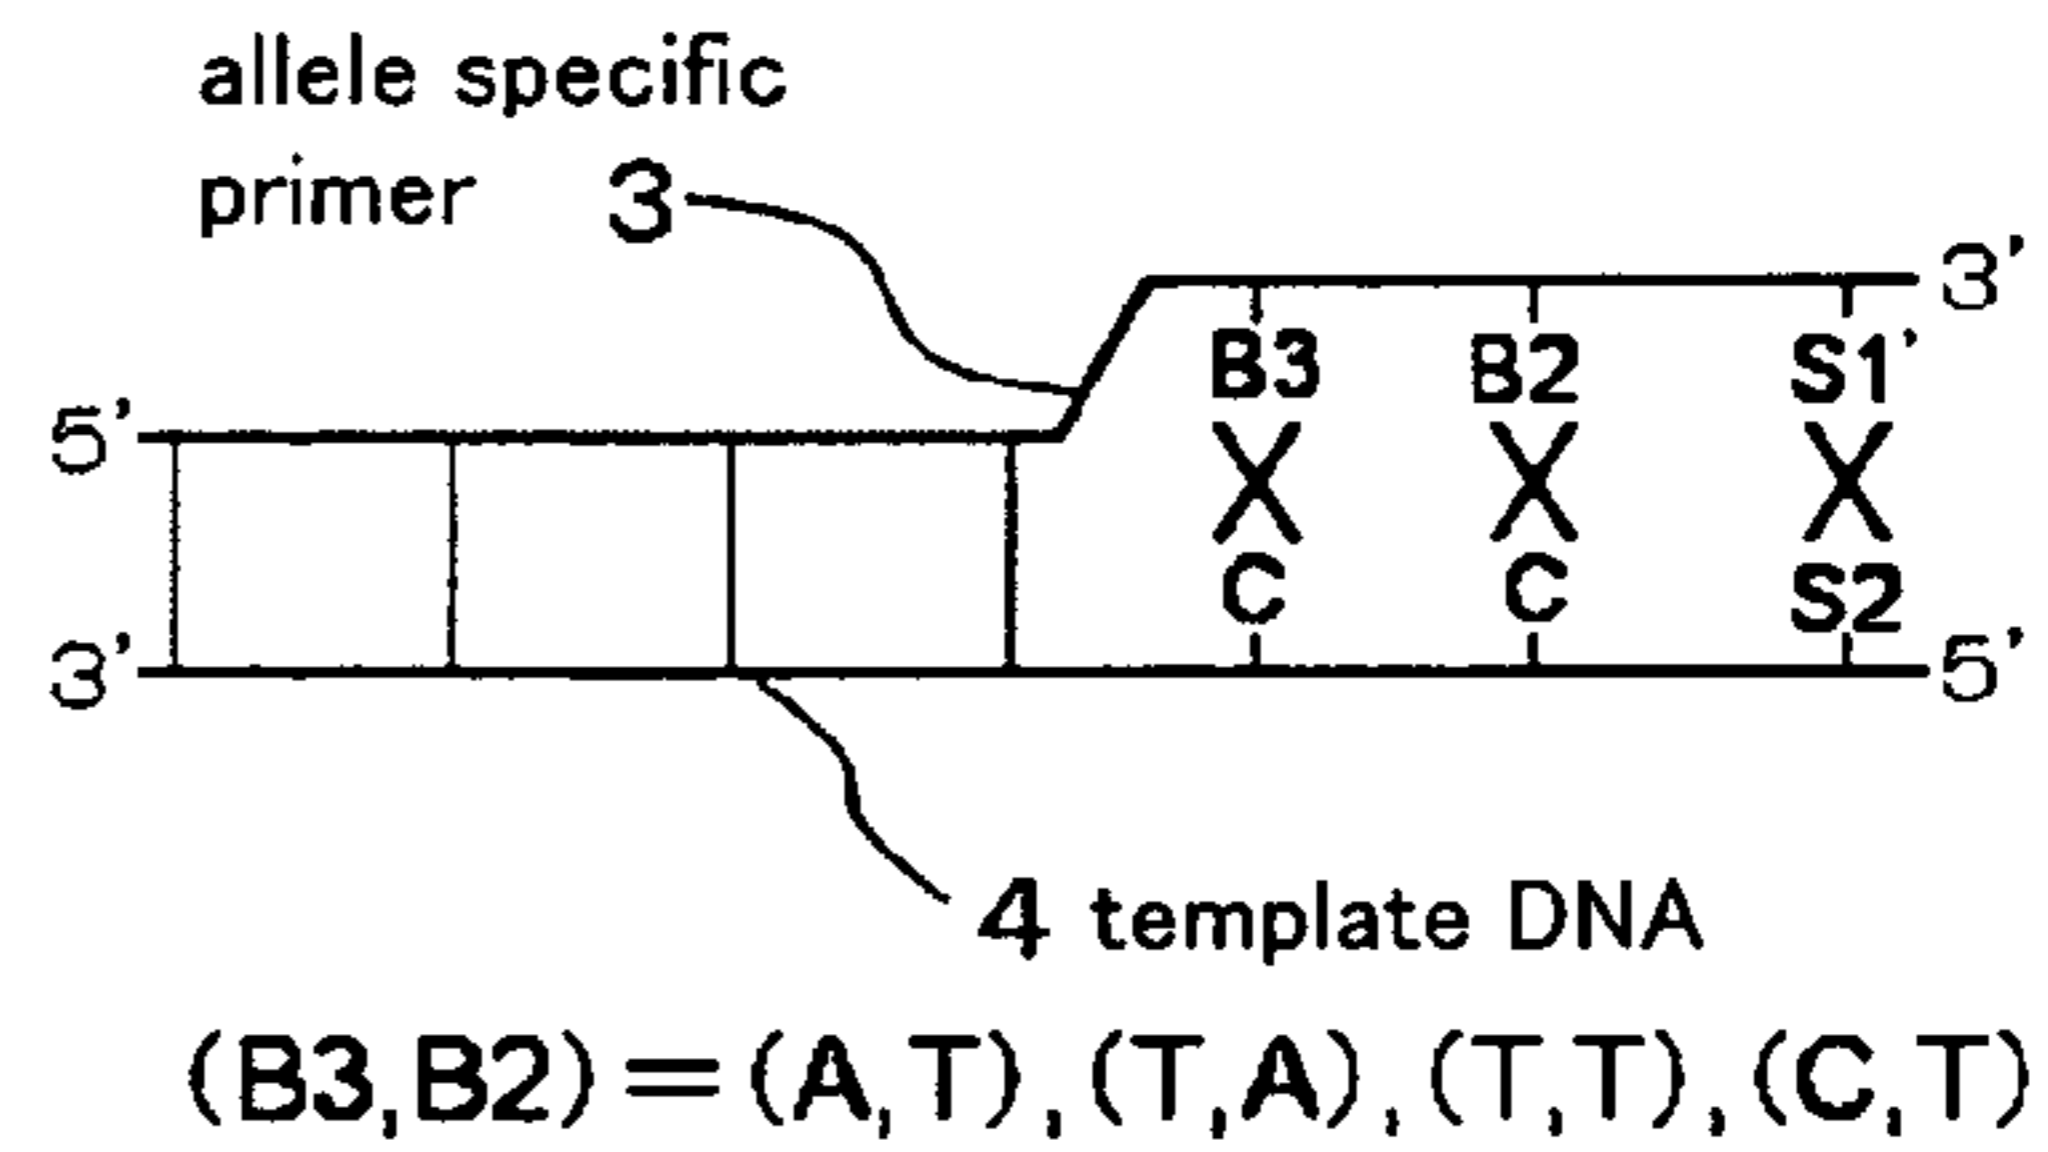 allele specific
primer 3
3'
B3 B2 S1'
5'
X X X
C C S2
3' 5'
4 template DNA
(B3,B2)=(A,T),(T,A),(T,T),(C,T)